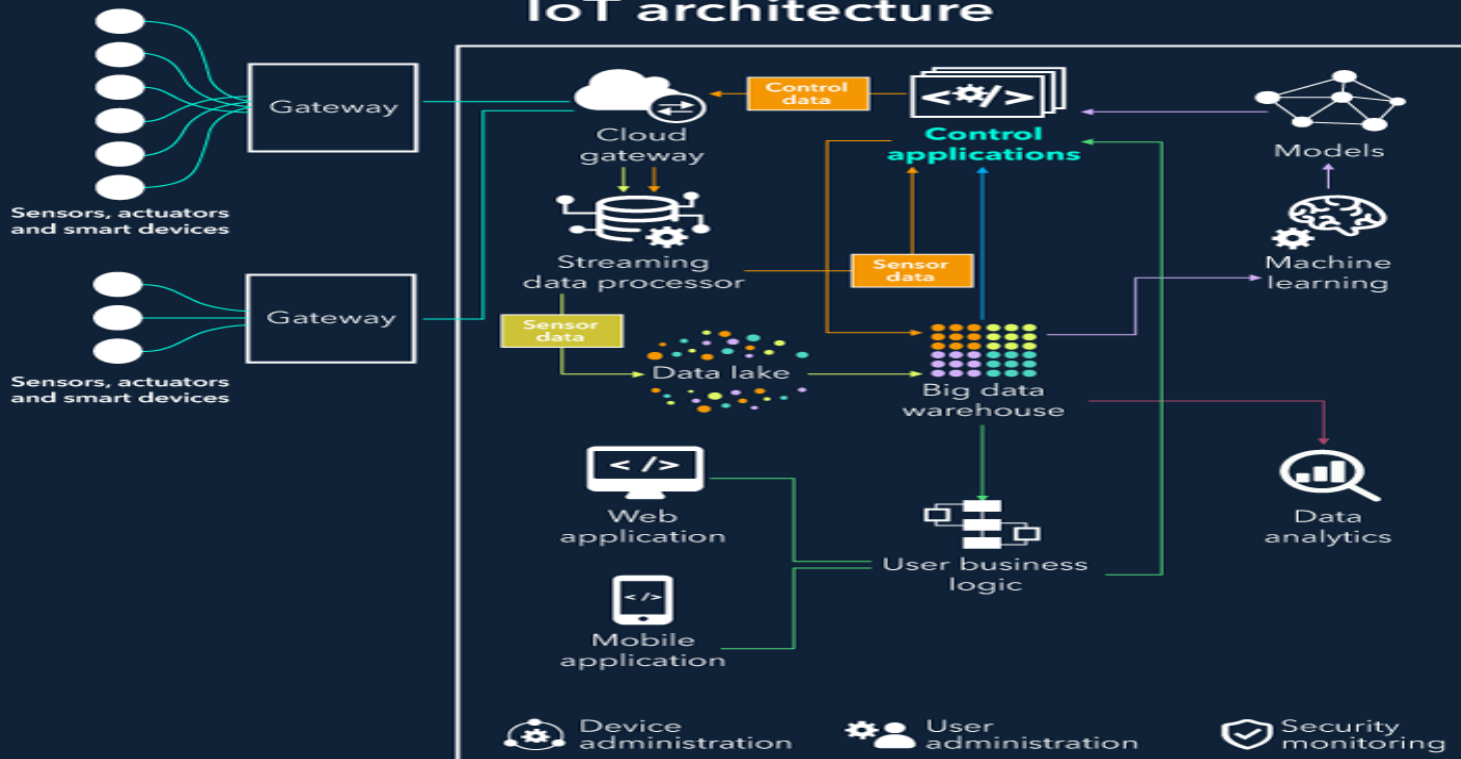 IoT architecture
Gateway
Sensors, actuators
and smart devices
Gateway
Sensors, actuators
and smart devices
Cloud
gateway
Control
data
</>
Control
applications
Models
Streaming
data processor
Sensor
data
Machine
learning
Sensor
data
Data lake
Big data
warehouse
</>
Web
application
User business
logic
Data
analytics
</>
Mobile
application
Device
administration
User
administration
Security
monitoring